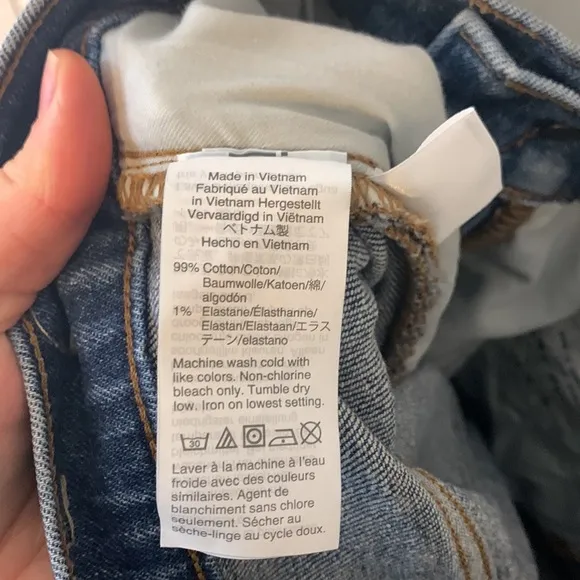 Made in Vietnam
Fabriqué au Vietnam
in Vietnam Hergestellt
Vervaardigd in Viëtnam
ベトナム製
Hecho en Vietnam
99% Cotton/Coton/
Baumwolle/Katoen/綿/
algodón
1% Elastane/Élasthanne/
Elastan/Elastaan/エラス
テーン/elastano
Machine wash cold with
like colors. Non-chlorine
bleach only. Tumble dry
low. Iron on lowest setting.
30
Laver à la machine à l'eau
froide avec des couleurs
similaires. Agent de
blanchiment sans chlore
seulement. Sécher au
sèche-linge au cycle doux.